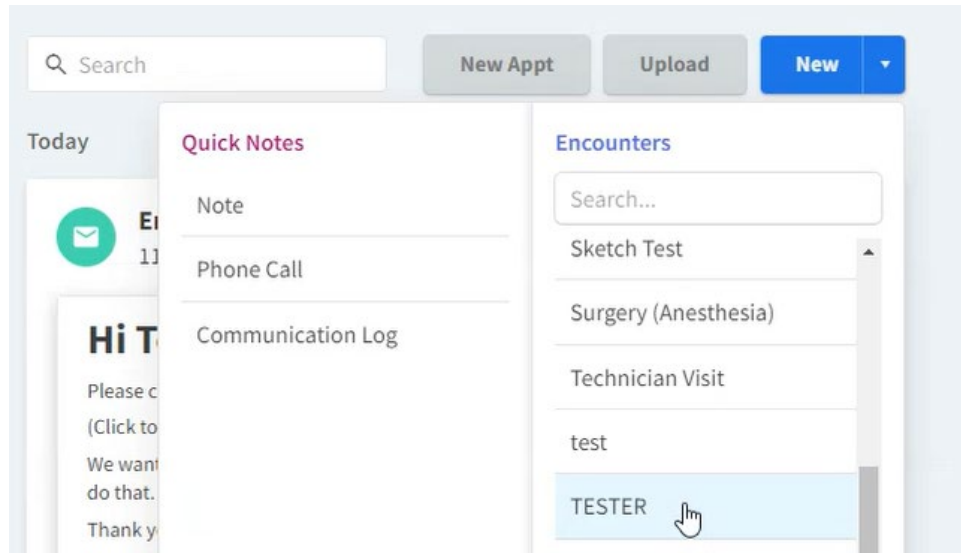 Search
New Appt
Upload
New
Today
Quick Notes
Note
Phone Call
Communication Log
Encounters
Search...
Sketch Test
Surgery (Anesthesia)
Technician Visit
test
TESTER
11
Hi T
Please c
(Click to
We want
do that.
Thank y